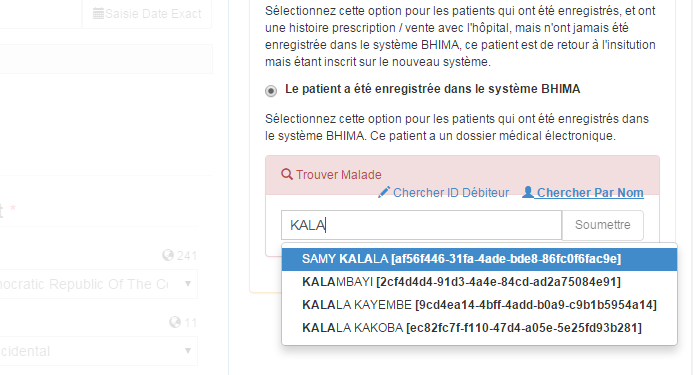 Saisie Date Exact
t *
241
mocratic Republic Of The Co
11
cidental
Sélectionnez cette option pour les patients qui ont été enregistrés, et ont
une histoire prescription / vente avec l'hôpital, mais n'ont jamais été
enregistrée dans le système BHIMA, ce patient est de retour à l'insitution
mais étant inscrit sur le nouveau système.
Le patient a été enregistrée dans le système BHIMA
Sélectionnez cette option pour les patients qui ont été enregistrés dans
le système BHIMA. Ce patient a un dossier médical électronique.
Trouver Malade
Chercher ID Débiteur Chercher Par Nom
KALA Soumettre
SAMY KALALA [af56f446-31fa-4ade-bde8-86fc0f6fac9e]
KALAMBAYI [2cf4d4d4-91d3-4a4e-84cd-ad2a75084e91]
KALALA KAYEMBE [9cd4ea14-4bff-4add-b0a9-c9b1b5954a14]
KALALA KAKOBA [ec82fc7f-f110-47d4-a05e-5e25fd93b281]